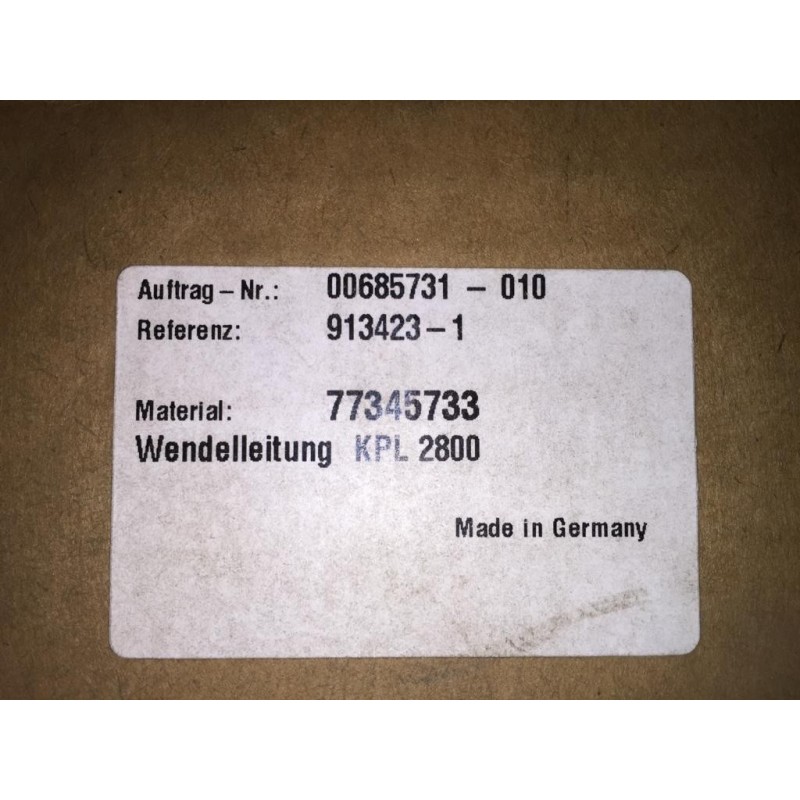 Auftrag – Nr.: 00685731 – 010
Referenz: 913423–1
Material: 77345733
Wendelleitung KPL 2800
Made in Germany